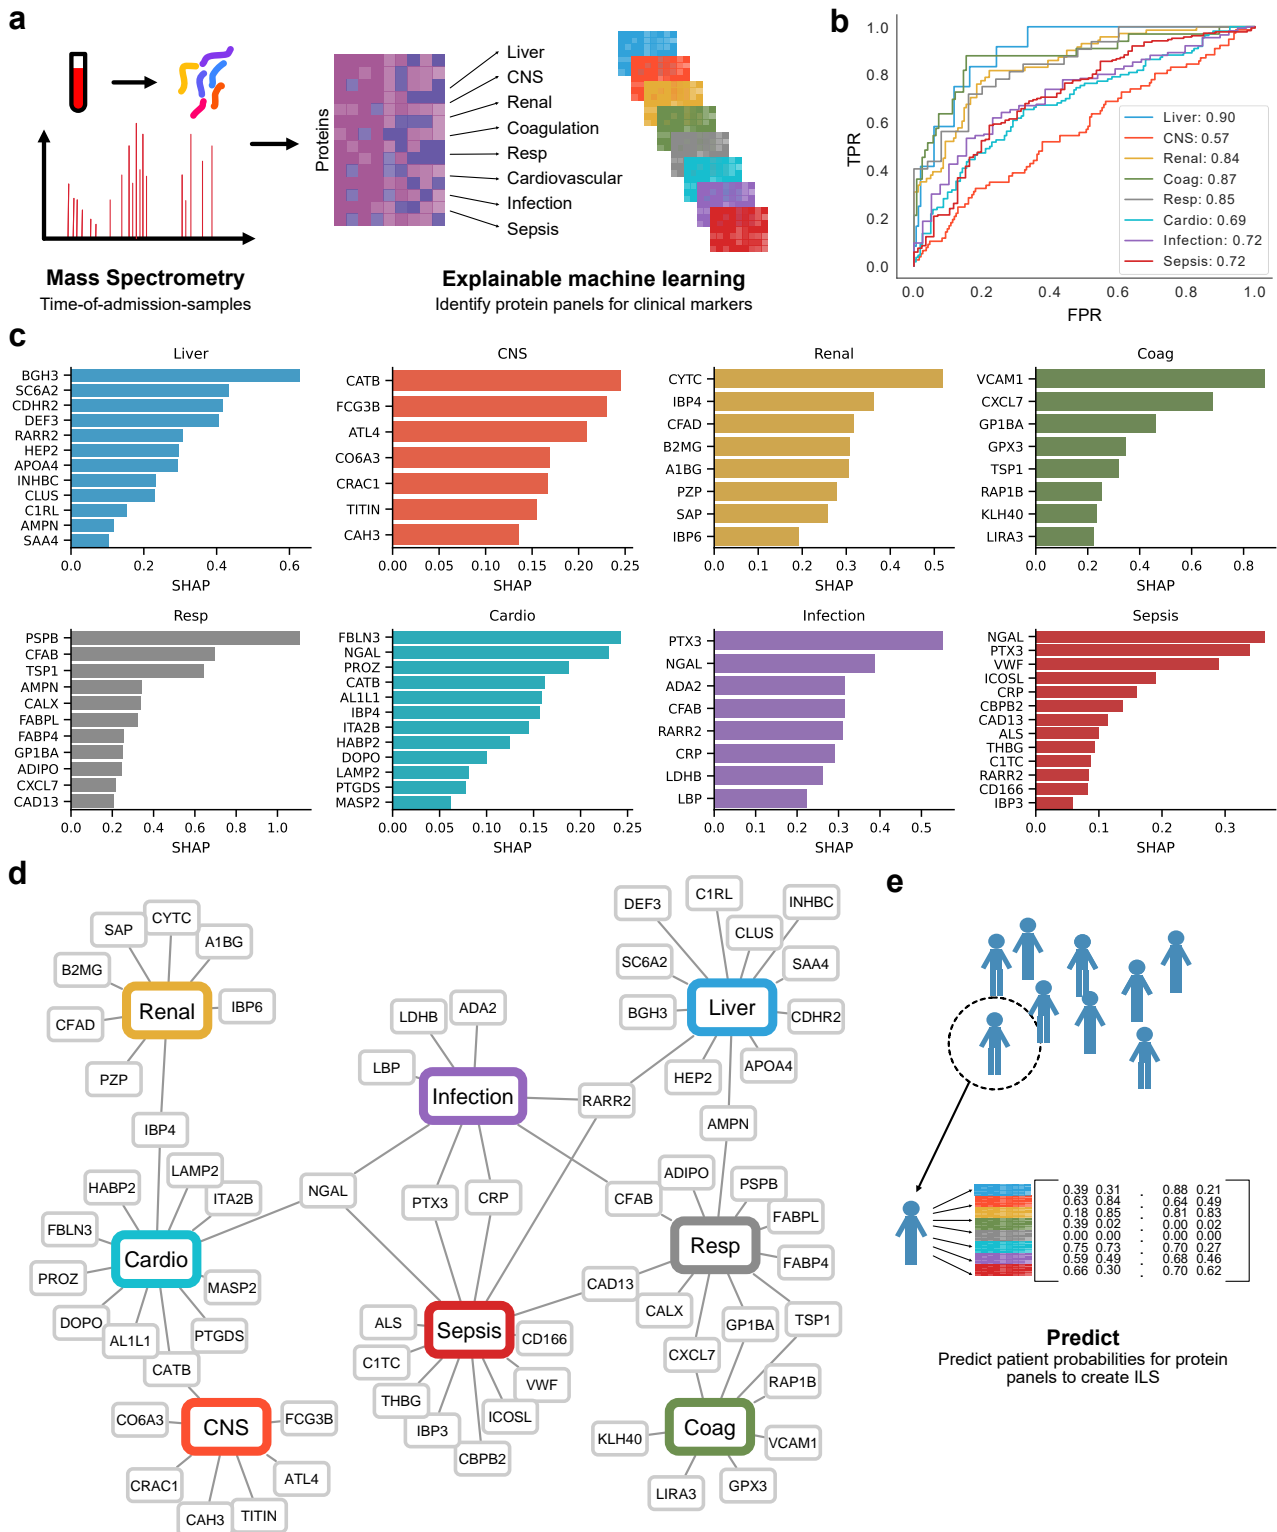 a
Proteins
Liver
CNS
Renal
Coagulation
Resp
Cardiovascular
Infection
Sepsis
Mass Spectrometry
Time-of-admission-samples
Explainable machine learning
Identify protein panels for clinical markers
b
TPR
1.0
0.8
0.6
0.4
0.2
0.0
Liver: 0.90
CNS: 0.57
Renal: 0.84
Coag: 0.87
Resp: 0.85
Cardio: 0.69
Infection: 0.72
Sepsis: 0.72
0.0 0.2 0.4 0.6 0.8 1.0
FPR
c
Liver
BGH3
SC6A2
CDHR2
DEF3
RARR2
HEP2
APOA4
INHBC
CLUS
C1RL
AMPN
SAA4
0.0 0.2 0.4 0.6
SHAP
CNS
CATB
FCG3B
ATL4
CO6A3
CRAC1
TITIN
CAH3
0.00 0.05 0.10 0.15 0.20 0.25
SHAP
Renal
CYTC
IBP4
CFAD
B2MG
A1BG
PZP
SAP
IBP6
0.0 0.1 0.2 0.3 0.4 0.5
SHAP
Coag
VCAM1
CXCL7
GP1BA
GPX3
TSP1
RAP1B
KLH40
LIRA3
0.0 0.2 0.4 0.6 0.8
SHAP
Resp
PSPB
CFAB
TSP1
AMPN
CALX
FABPL
FABP4
GP1BA
ADIPO
CXCL7
CAD13
0.0 0.2 0.4 0.6 0.8 1.0
SHAP
Cardio
FBLN3
NGAL
PROZ
CATB
AL1L1
IBP4
ITA2B
HABP2
DOPO
LAMP2
PTGDS
MASP2
0.00 0.05 0.10 0.15 0.20 0.25
SHAP
Infection
PTX3
NGAL
ADA2
CFAB
RARR2
CRP
LDHB
LBP
0.0 0.1 0.2 0.3 0.4 0.5
SHAP
Sepsis
NGAL
PTX3
VWF
ICOSL
CRP
CBPB2
CAD13
ALS
THBG
C1TC
RARR2
CD166
IBP3
0.0 0.1 0.2 0.3
SHAP
d
CYTC
SAP
A1BG
B2MG
Renal
IBP6
CFAD
PZP
IBP4
LAMP2
HABP2
ITA2B
FBLN3
Cardio
PROZ
MASP2
DOPO
AL1L1
PTGDS
CATB
CO6A3
CNS
FCG3B
CRAC1
ATL4
CAH3
TITIN
LDHB
ADA2
LBP
Infection
RARR2
NGAL
PTX3
CRP
CFAB
CAD13
ALS
Sepsis
CD166
C1TC
VWF
THBG
ICOSL
IBP3
CBPB2
DEF3
C1RL
INHBC
CLUS
SC6A2
SAA4
BGH3
Liver
CDHR2
HEP2
APOA4
AMPN
ADIPO
PSPB
FABPL
Resp
FABP4
CALX
GP1BA
TSP1
CXCL7
RAP1B
KLH40
Coag
VCAM1
LIRA3
GPX3
e
0.39 0.31 0.88 0.21
0.63 0.84 . 0.64 0.49
0.18 0.85 0.81 0.83
0.39 0.02 . 0.00 0.02
0.00 0.00 0.00 0.00
0.75 0.73 . 0.70 0.27
0.59 0.49 0.68 0.46
0.66 0.30 . 0.70 0.62
Predict
Predict patient probabilities for protein
panels to create ILS